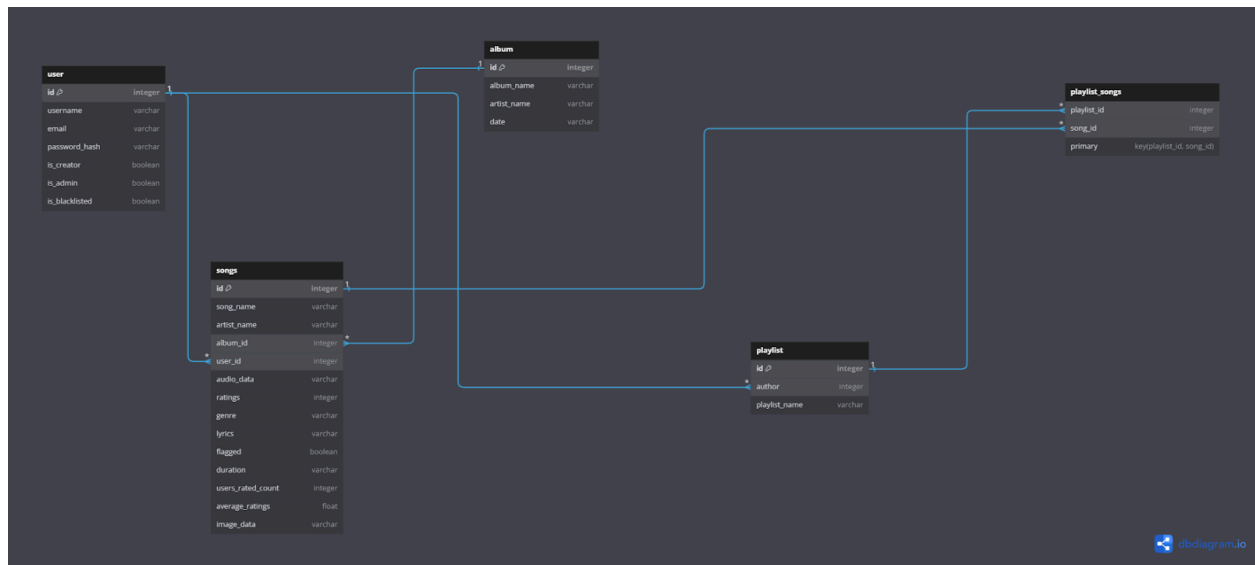 user
id integer
username varchar
email varchar
password_hash varchar
is_creator boolean
is_admin boolean
is_blacklisted boolean
1
album
1
id integer
album_name varchar
artist_name varchar
date varchar
playlist_songs
* playlist_id integer
* song_id integer
primary key(playlist_id, song_id)
songs
id integer 1
song_name varchar
artist_name varchar
album_id integer *
* user_id integer
audio_data varchar
ratings integer
genre varchar
lyrics varchar
flagged boolean
duration varchar
users_rated_count integer
average_ratings float
image_data varchar
playlist
id integer 1
* author integer
playlist_name varchar
dbdiagram.io